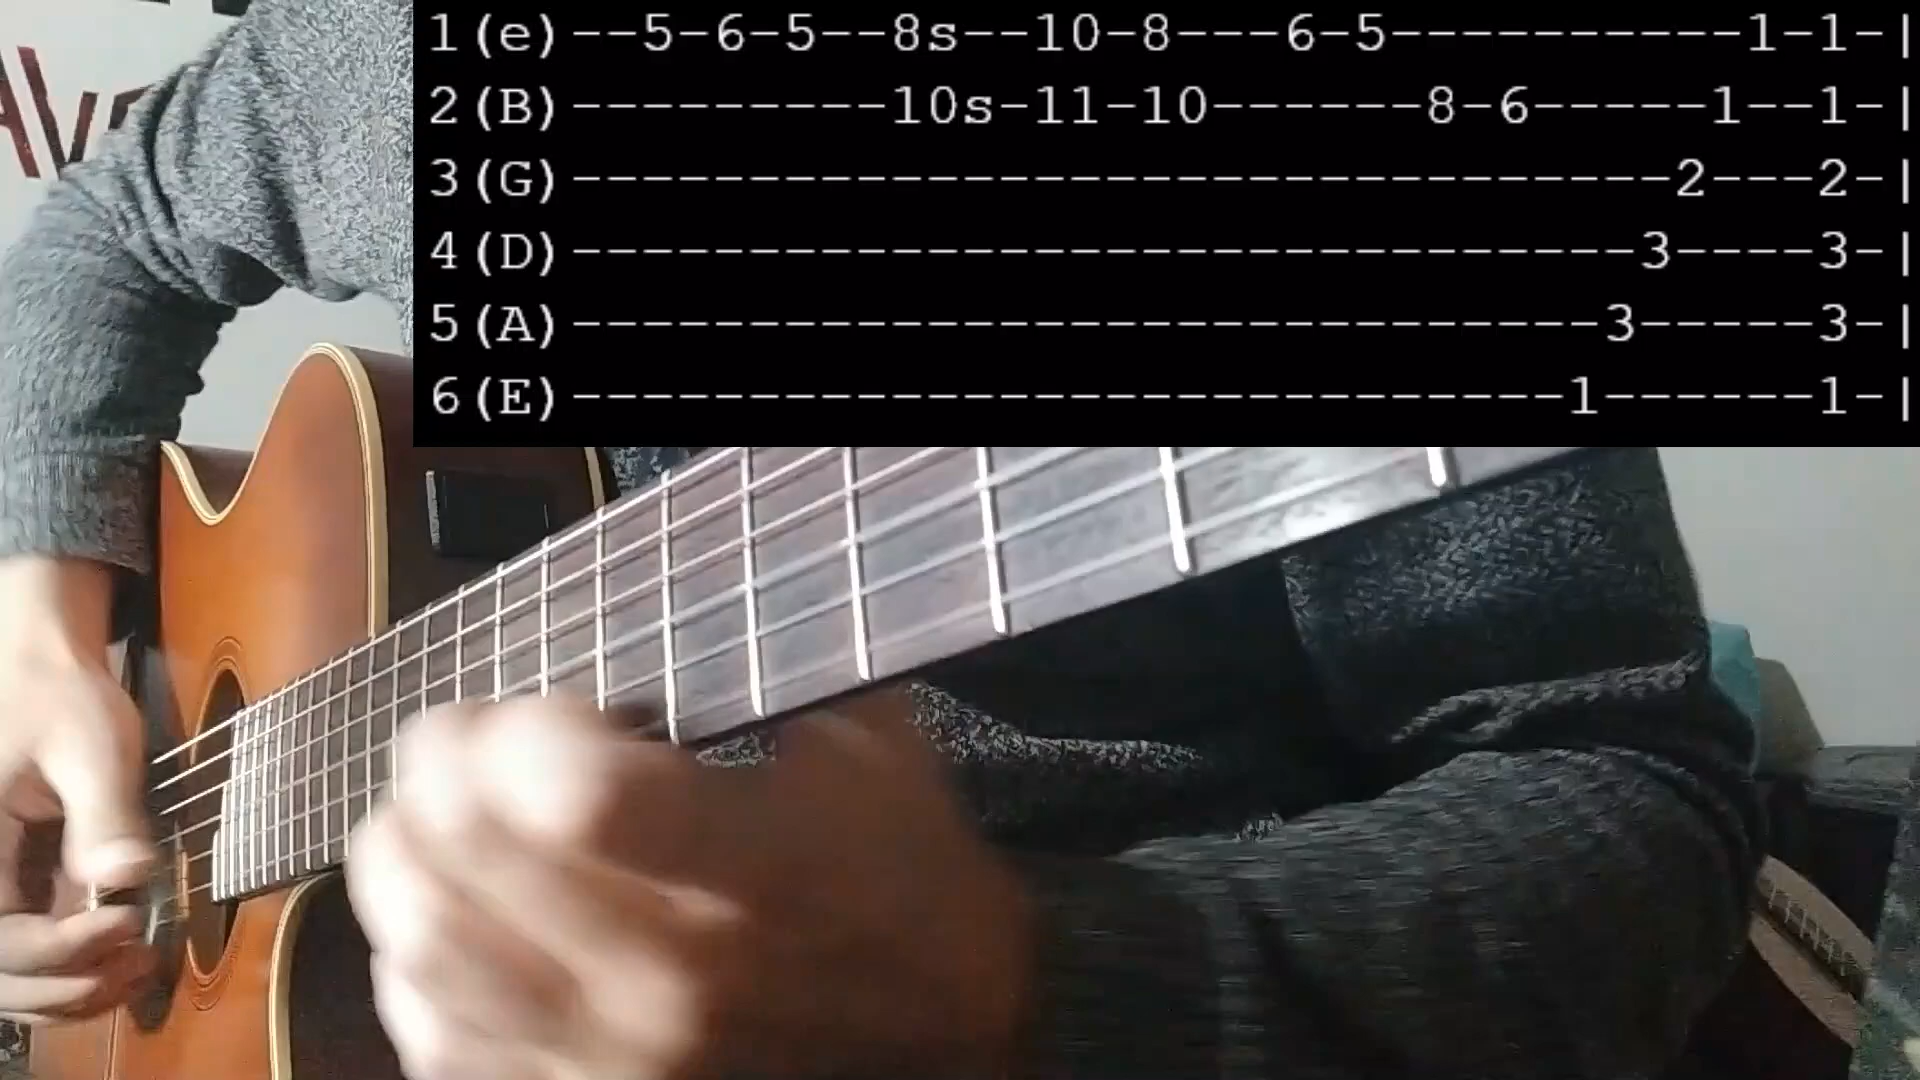 1(e)--5-6-5--8s--10-8---6-5----------1-1-|
2(B)---------10s-11-10------8-6-----1--1-|
3(G)-------------------------------2---2-|
4(D)------------------------------3----3-|
5(A)-----------------------------3-----3-|
6(E)----------------------------1------1-|